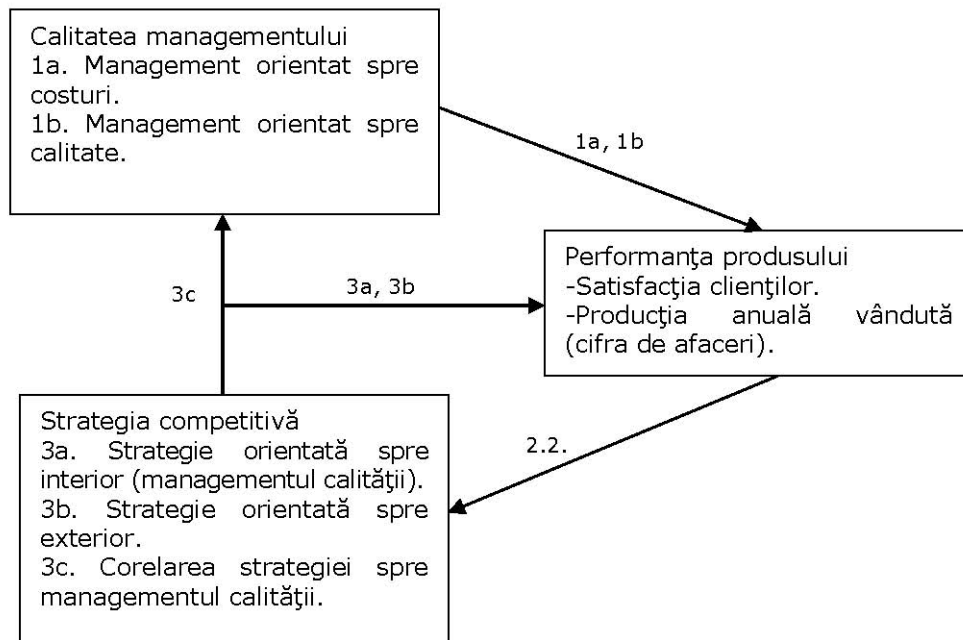 Calitatea managementului
1a. Management orientat spre
costuri.
1b. Management orientat spre
calitate.
1a, 1b
Performanţa produsului
-Satisfacţia clienţilor.
-Producţia anuală vândută
(cifra de afaceri).
3c
3a, 3b
Strategia competitivă
3a. Strategie orientată spre
interior (managementul calităţii).
3b. Strategie orientată spre
exterior.
3c. Corelarea strategiei spre
managementul calităţii.
2.2.